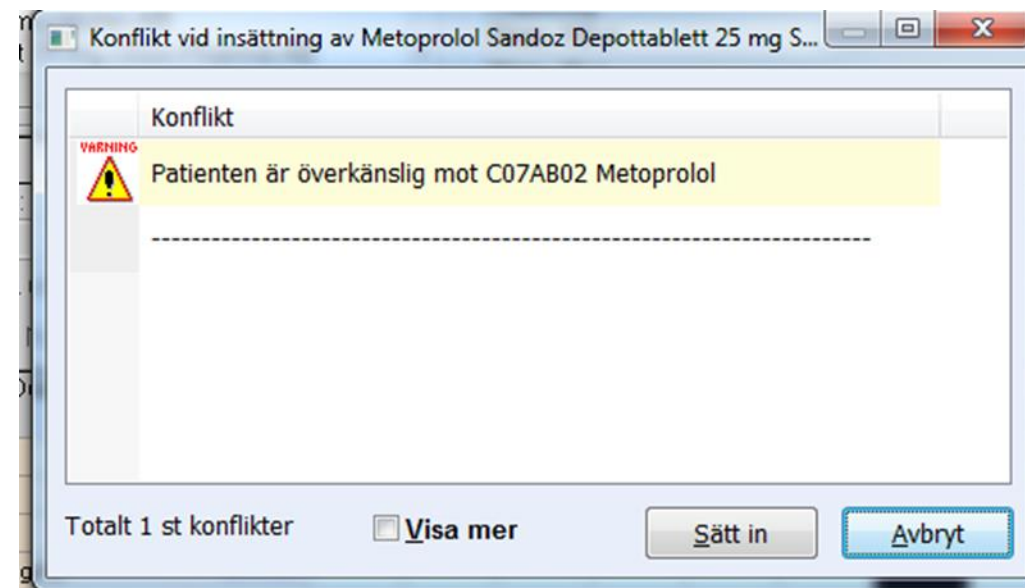 Konflikt vid insättning av Metoprolol Sandoz Depottablett 25 mg S...
Konflikt
VARNING
Patienten är överkänslig mot C07AB02 Metoprolol
------------------------------------------------------------------------
Totalt 1 st konflikter
Visa mer
Sätt in
Avbryt